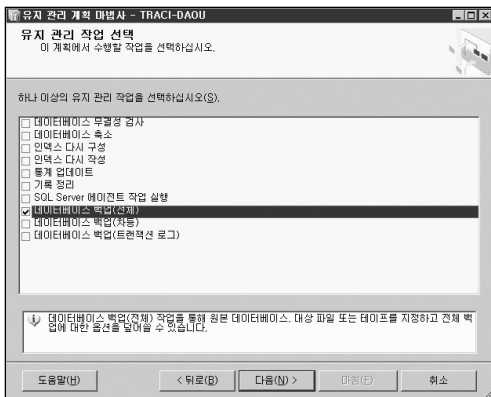 유지 관리 계획 마법사 - TRACI-DAOU
유지 관리 작업 선택
이 계획에서 수행할 작업을 선택하십시오.
하나 이상의 유지 관리 작업을 선택하십시오(S).
데이터베이스 무결성 검사
데이터베이스 축소
인덱스 다시 구성
인덱스 다시 작성
통계 업데이트
기록 정리
SQL Server 에이전트 작업 실행
데이터베이스 백업(전체)
데이터베이스 백업(차등)
데이터베이스 백업(트랜잭션 로그)
데이터베이스 백업(전체) 작업을 통해 원본 데이터베이스, 대상 파일 또는 테이프를 지정하고 전체 백
업에 대한 옵션을 덮어쓸 수 있습니다.
도움말(H) < 뒤로(B) 다음(N) > 마침(F) 취소